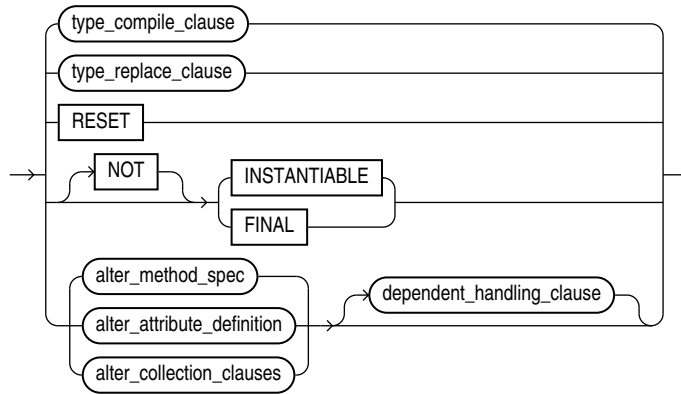 type_compile_clause
type_replace_clause
RESET
NOT
INSTANTIABLE
FINAL
alter_method_spec
dependent_handling_clause
alter_attribute_definition
alter_collection_clauses